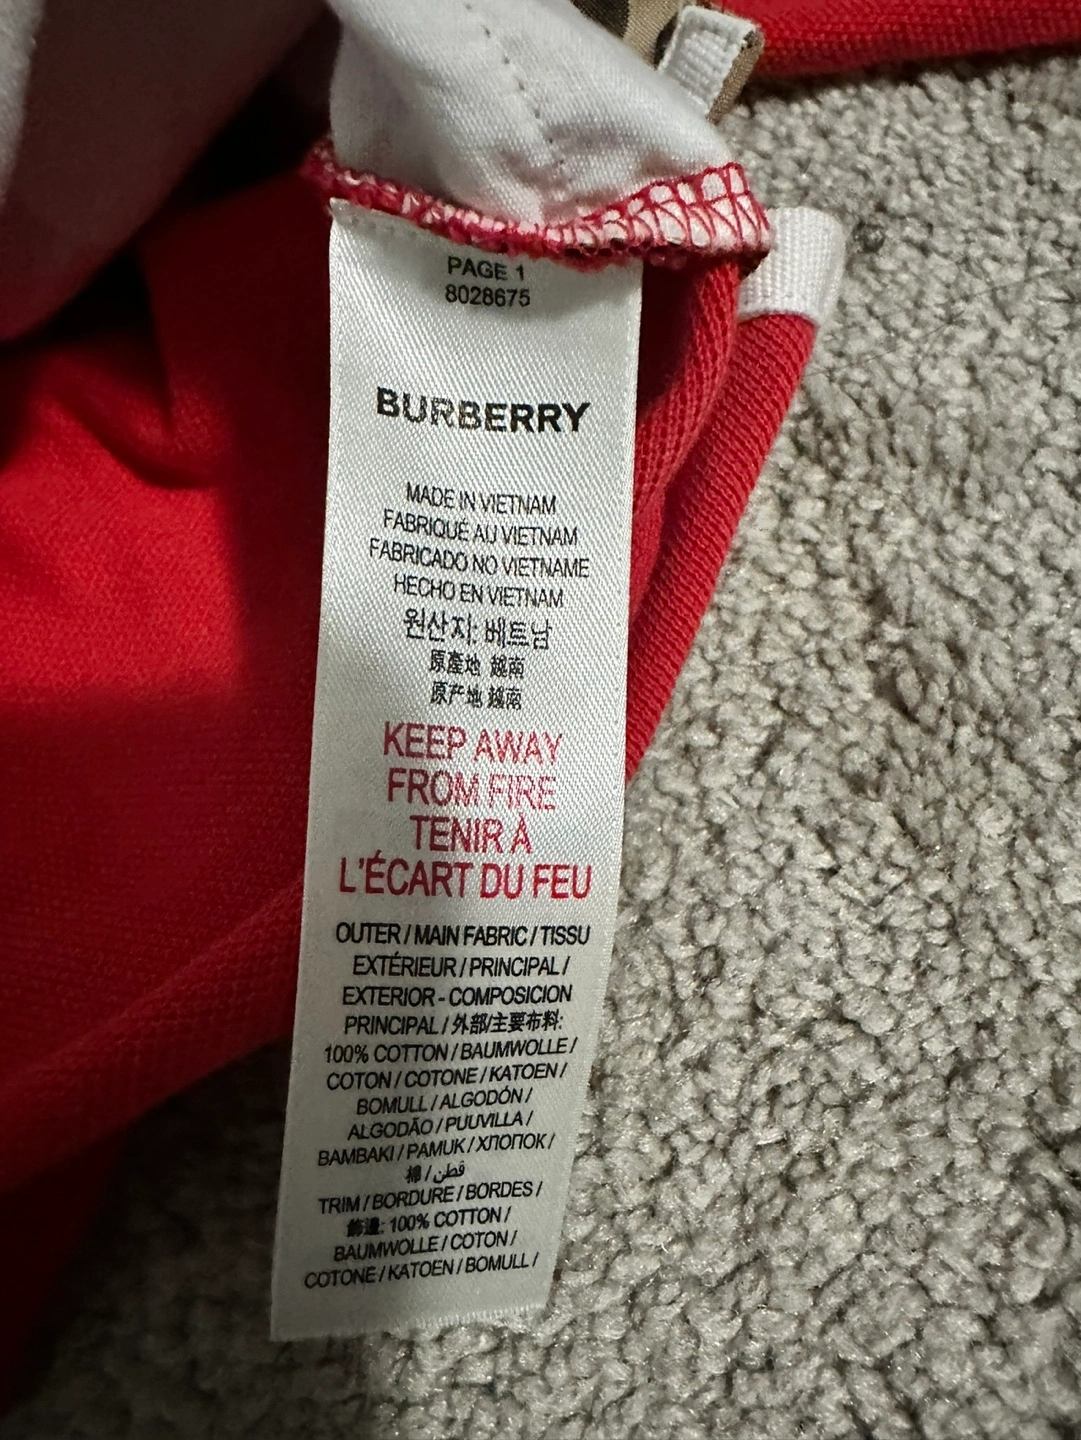 PAGE 1
8028675
BURBERRY
MADE IN VIETNAM
FABRIQUÉ AU VIETNAM
FABRICADO NO VIETNAME
HECHO EN VIETNAM
원산지: 베트남
原產地 越南
原产地 越南
KEEP AWAY
FROM FIRE
TENIR À
L'ÉCART DU FEU
OUTER / MAIN FABRIC / TISSU
EXTÉRIEUR / PRINCIPAL /
EXTERIOR - COMPOSICION
PRINCIPAL / 外部/主要布料:
100% COTTON / BAUMWOLLE /
COTON / COTONE / KATOEN /
BOMULL / ALGODÓN /
ALGODÃO / PUUVILLA /
BAMBAKI / PAMUK / ХЛОПОК /
棉 / قطن
TRIM / BORDURE / BORDES /
飾邊: 100% COTTON /
BAUMWOLLE / COTON /
COTONE / KATOEN / BOMULL /